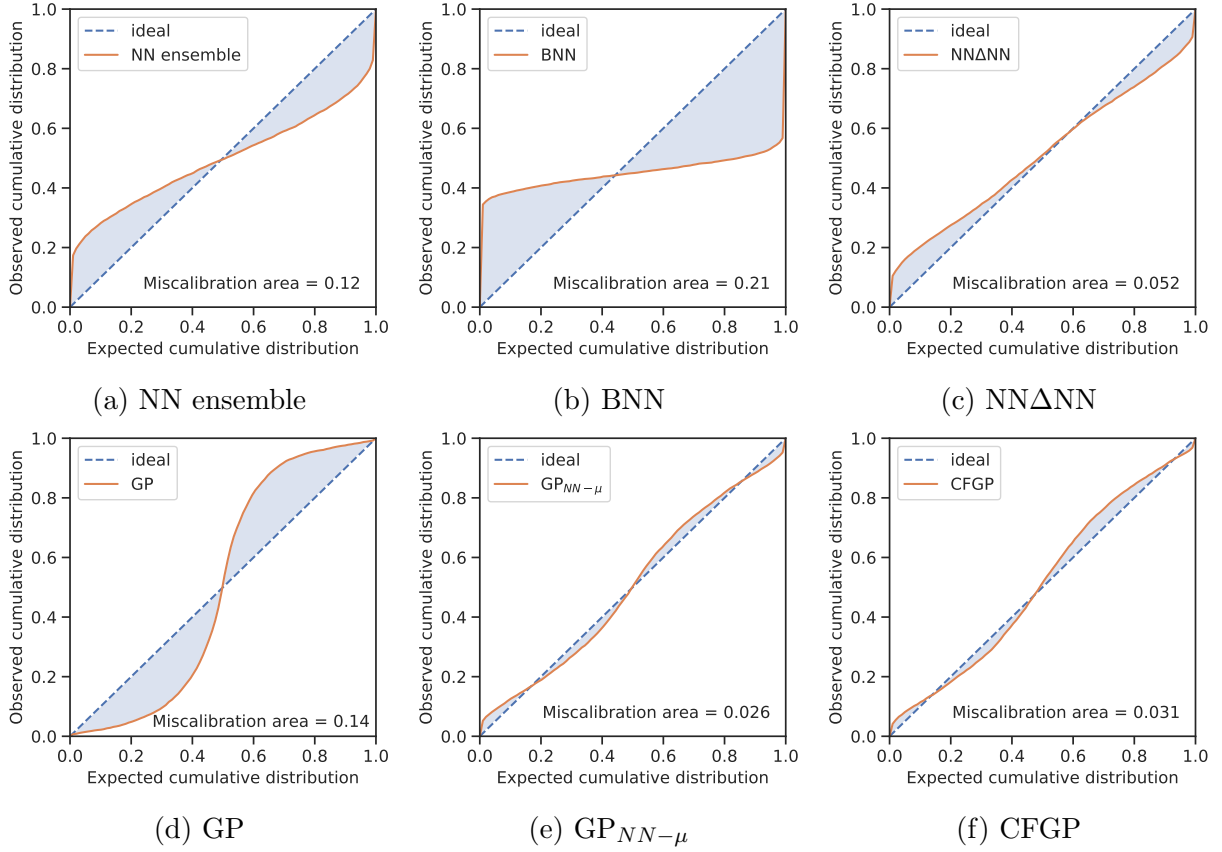 1.0
0.8
0.6
0.4
0.2
0.0
Observed cumulative distribution
ideal
NN ensemble
Miscalibration area = 0.12
0.0 0.2 0.4 0.6 0.8 1.0
Expected cumulative distribution
(a) NN ensemble
1.0
0.8
0.6
0.4
0.2
0.0
Observed cumulative distribution
ideal
BNN
Miscalibration area = 0.21
0.0 0.2 0.4 0.6 0.8 1.0
Expected cumulative distribution
(b) BNN
1.0
0.8
0.6
0.4
0.2
0.0
Observed cumulative distribution
ideal
NNΔNN
Miscalibration area = 0.052
0.0 0.2 0.4 0.6 0.8 1.0
Expected cumulative distribution
(c) NNΔNN
1.0
0.8
0.6
0.4
0.2
0.0
Observed cumulative distribution
ideal
GP
Miscalibration area = 0.14
0.0 0.2 0.4 0.6 0.8 1.0
Expected cumulative distribution
(d) GP
1.0
0.8
0.6
0.4
0.2
0.0
Observed cumulative distribution
ideal
GP_{NN−μ}
Miscalibration area = 0.026
0.0 0.2 0.4 0.6 0.8 1.0
Expected cumulative distribution
(e) GP_{NN−μ}
1.0
0.8
0.6
0.4
0.2
0.0
Observed cumulative distribution
ideal
CFGP
Miscalibration area = 0.031
0.0 0.2 0.4 0.6 0.8 1.0
Expected cumulative distribution
(f) CFGP